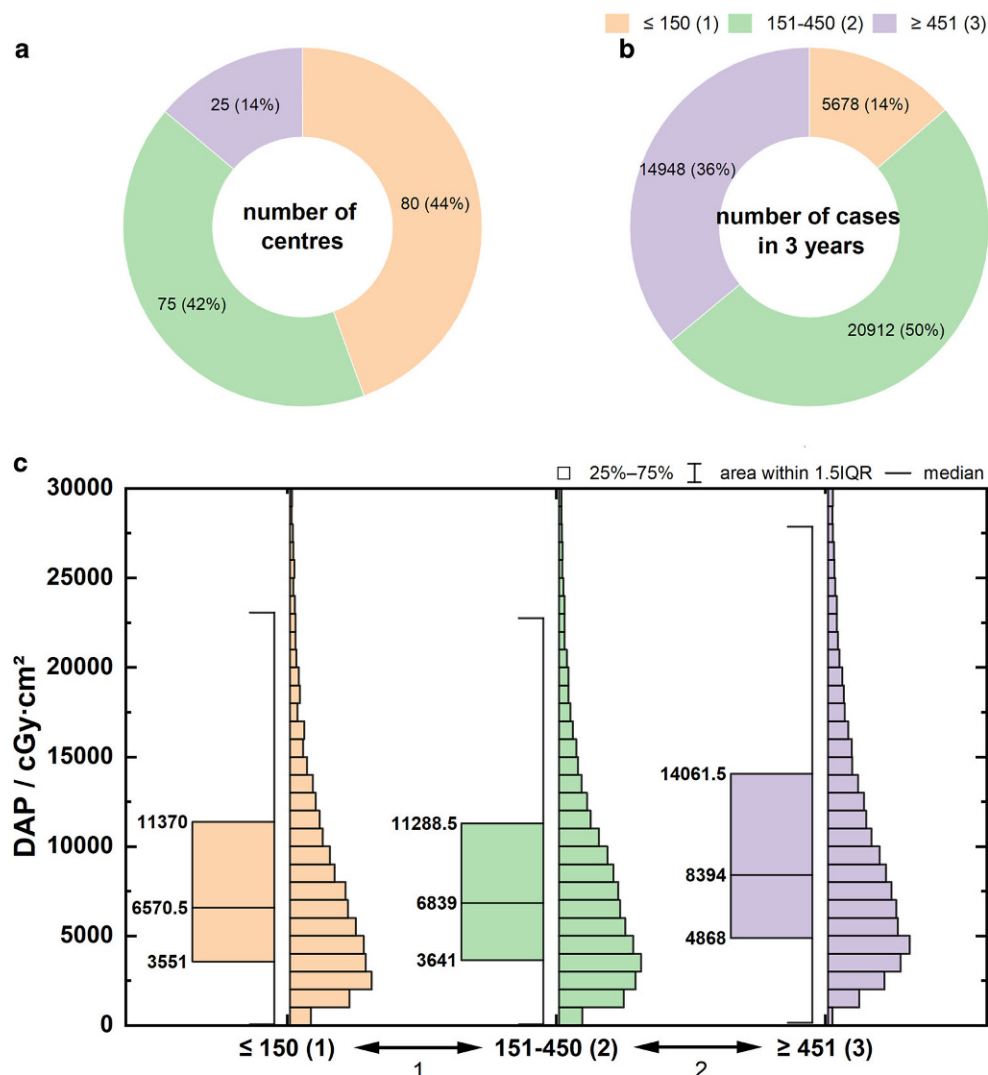 ≤ 150 (1) 151-450 (2) ≥ 451 (3)
a
25 (14%)
80 (44%)
75 (42%)
number of
centres
b
5678 (14%)
14948 (36%)
20912 (50%)
number of cases
in 3 years
c
25%–75% area within 1.5IQR median
DAP / cGy·cm²
30000
25000
20000
15000
10000
5000
0
11370
6570.5
3551
11288.5
6839
3641
14061.5
8394
4868
≤ 150 (1) 151-450 (2) ≥ 451 (3)
1 2